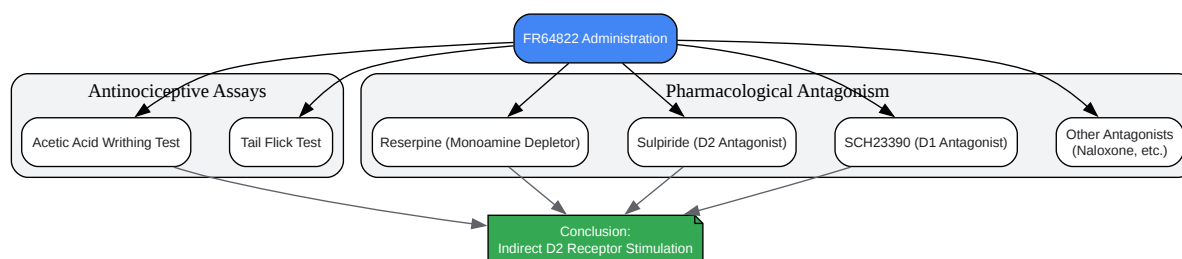 FR64822 Administration
Antinociceptive Assays
Pharmacological Antagonism
Acetic Acid Writhing Test
Tail Flick Test
Reserpine (Monoamine Depletor)
Sulpiride (D2 Antagonist)
SCH23390 (D1 Antagonist)
Other Antagonists
(Naloxone, etc.)
Conclusion:
Indirect D2 Receptor Stimulation